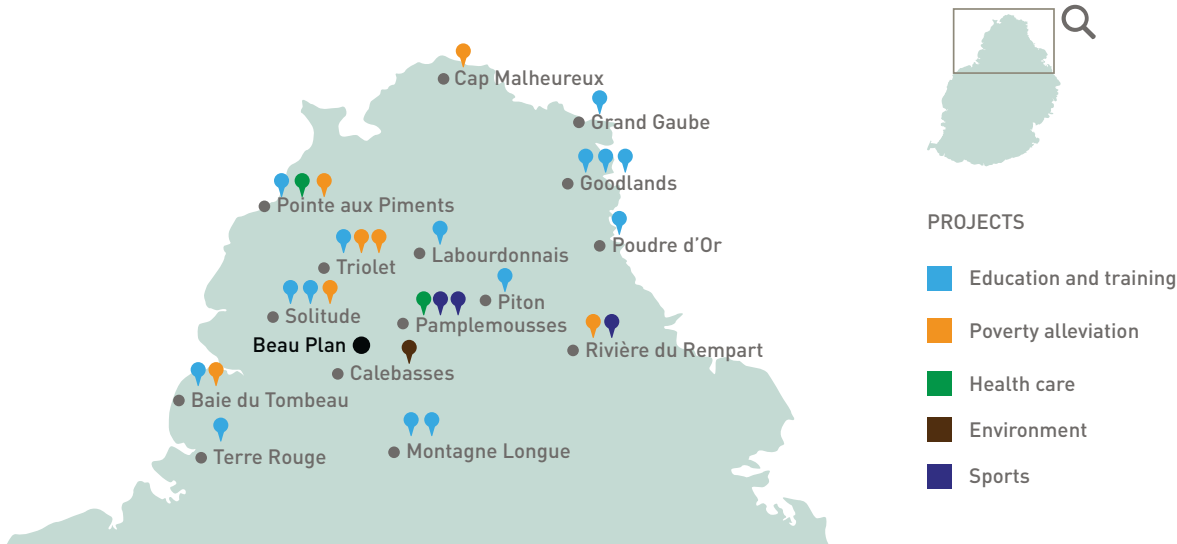 Cap Malheureux
Grand Gaube
Goodlands
Pointe aux Piments
Poudre d’Or
Labourdonnais
Triolet
Piton
Solitude
Pamplemousses
Beau Plan
Rivière du Rempart
Calebasses
Baie du Tombeau
Montagne Longue
Terre Rouge
PROJECTS
Education and training
Poverty alleviation
Health care
Environment
Sports